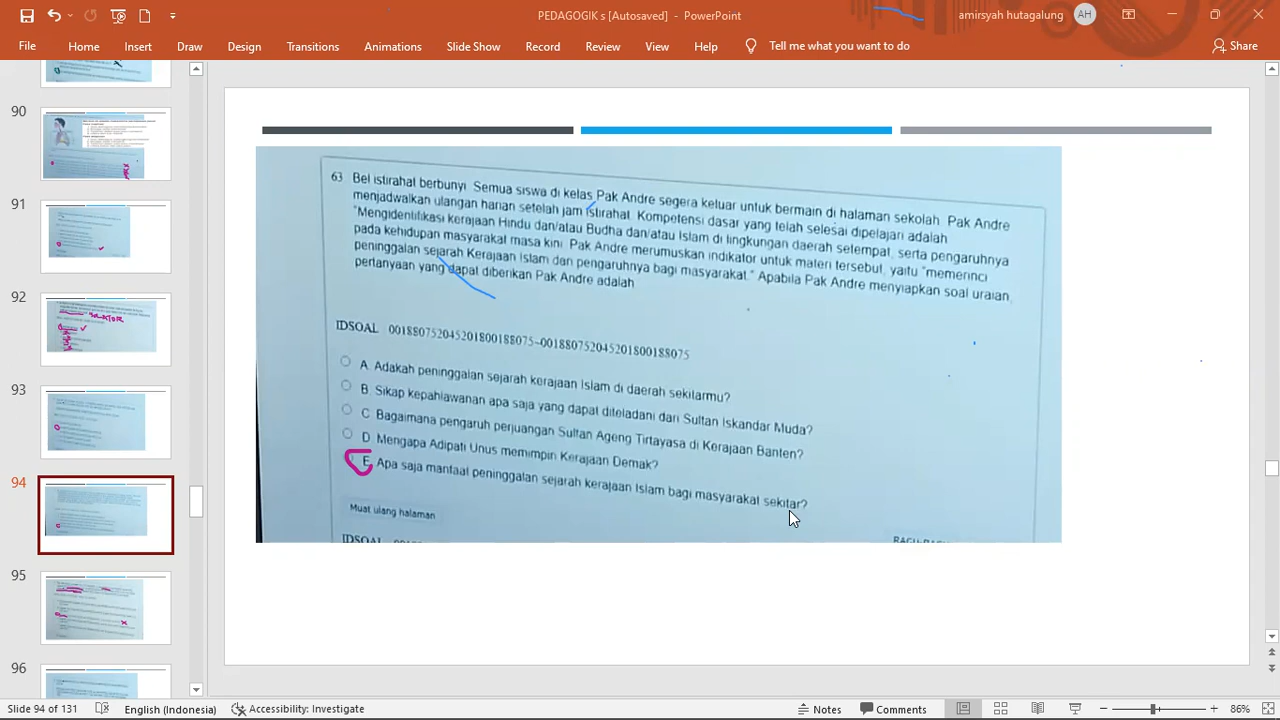 PEDAGOGIK s [Autosaved] - PowerPoint
amirsyah hutagalung
AH
File Home Insert Draw Design Transitions Animations Slide Show Record Review View Help Tell me what you want to do
Share
90
91
92
93
94
95
96
63 Bel istirahat berbunyi. Semua siswa di kelas Pak Andre segera keluar untuk bermain di halaman sekolah. Pak Andre
menjadwalkan ulangan harian setelah jam istirahat. Kompetensi dasar yang telah selesai dipelajari adalah
"Mengidentifikasi kerajaan Hindu dan/atau Budha dan/atau Islam di lingkungan daerah setempat, serta pengaruhnya
pada kehidupan masyarakat masa kini. Pak Andre merumuskan indikator untuk materi tersebut, yaitu "memerinci
peninggalan sejarah Kerajaan Islam dan pengaruhnya bagi masyarakat." Apabila Pak Andre menyiapkan soal uraian,
pertanyaan yang dapat diberikan Pak Andre adalah
IDSOAL 001880752045201800188075~001880752045201800188075
A Adakah peninggalan sejarah kerajaan Islam di daerah sekitarmu?
B. Sikap kepahlawanan apa saja yang dapat diteladani dari Sultan Iskandar Muda?
C Bagaimana pengaruh perjuangan Sultan Ageng Tirtayasa di Kerajaan Banten?
D. Mengapa Adipati Unus memimpin Kerajaan Demak?
E. Apa saja manfaat peninggalan sejarah kerajaan Islam bagi masyarakat sekitar?
Muat ulang halaman
IDSOAL
Slide 94 of 131
English (Indonesia)
Accessibility: Investigate
Notes
Comments
86%